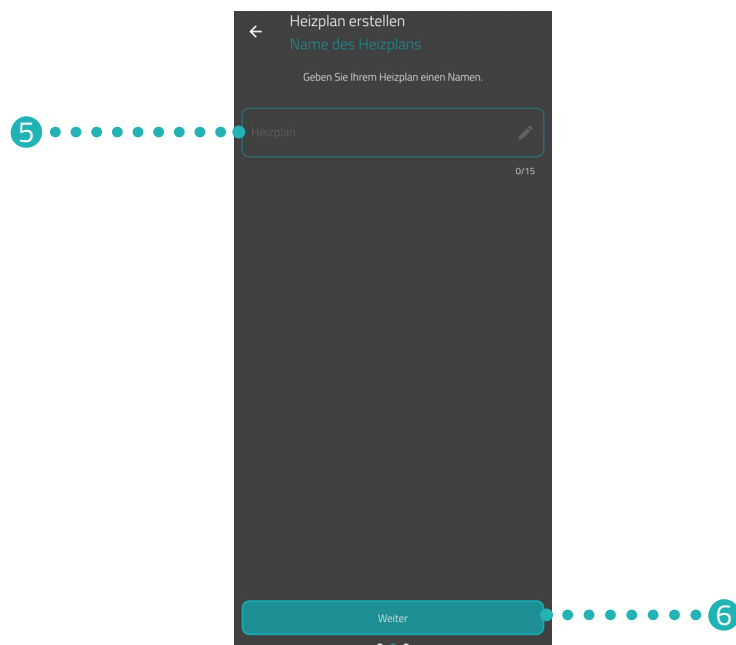 Heizplan erstellen
Name des Heizplans
Geben Sie Ihrem Heizplan einen Namen.
5
Heizplan
0/15
Weiter
6